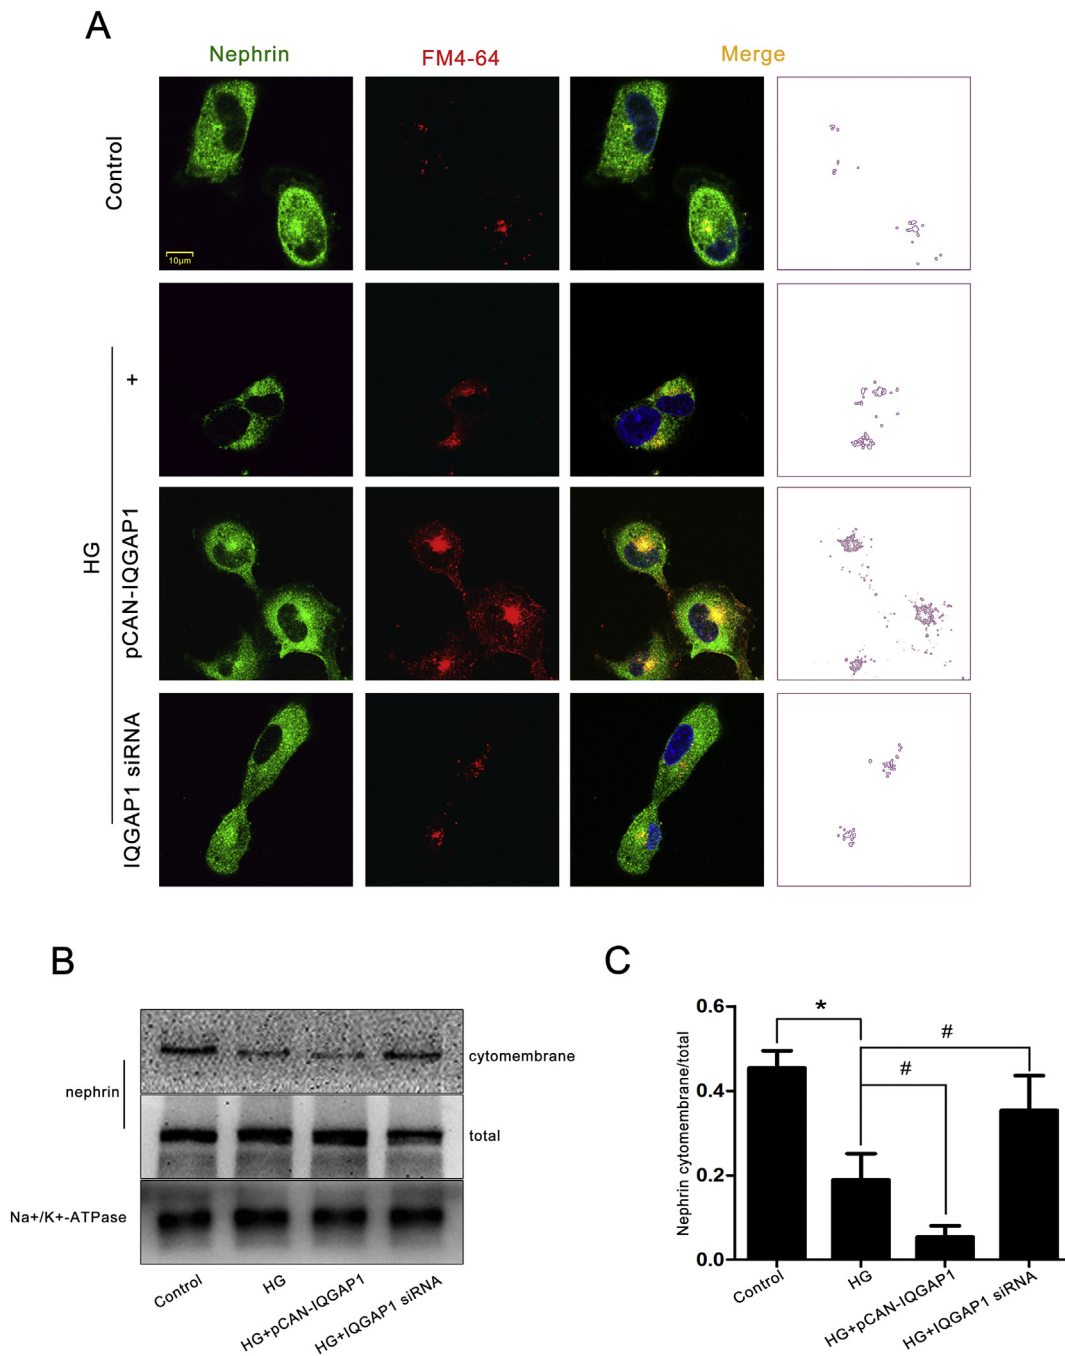 A
Nephrin
FM4-64
Merge
Control
10μm
HG
+
pCAN-IQGAP1
IQGAP1 siRNA
B
nephrin
cytomembrane
total
Na+/K+-ATPase
Control
HG
HG+pCAN-IQGAP1
HG+IQGAP1 siRNA
C
Nephrin cytomembrane/total
0.6
0.4
0.2
0.0
*
#
#
Control
HG
HG+pCAN-IQGAP1
HG+IQGAP1 siRNA